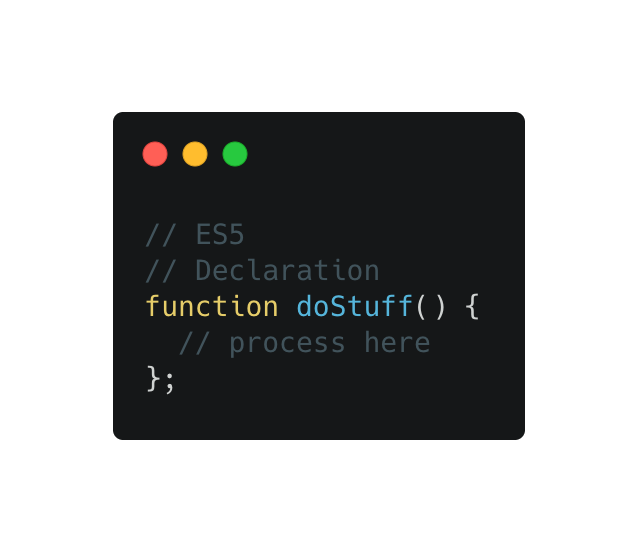 // ES5
// Declaration
function doStuff() {
  // process here
};